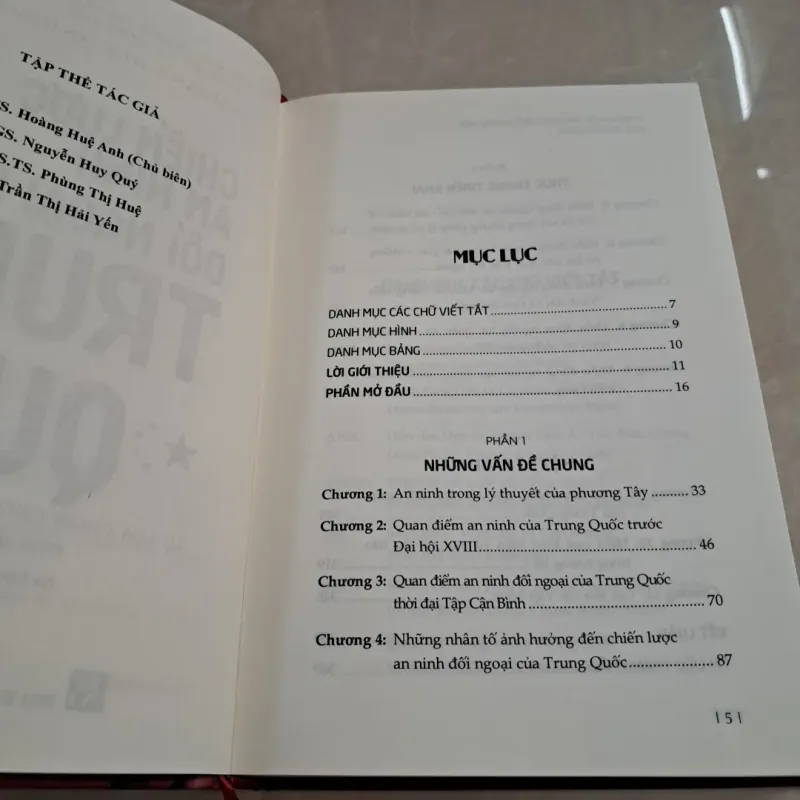 TẬP THỂ TÁC GIẢ
S. Hoàng Huệ Anh (Chủ biên)
GS. Nguyễn Huy Quý
S.TS. Phùng Thị Huệ
Trần Thị Hải Yến
MỤC LỤC
DANH MỤC CÁC CHỮ VIẾT TẮT ........ 7
DANH MỤC HÌNH ........ 9
DANH MỤC BẢNG ........ 10
LỜI GIỚI THIỆU ........ 11
PHẦN MỞ ĐẦU ........ 16
PHẦN 1
NHỮNG VẤN ĐỀ CHUNG
Chương 1: An ninh trong lý thuyết của phương Tây .......... 33
Chương 2: Quan điểm an ninh của Trung Quốc trước
Đại hội XVIII ........ 46
Chương 3: Quan điểm an ninh đối ngoại của Trung Quốc
thời đại Tập Cận Bình ........ 70
Chương 4: Những nhân tố ảnh hưởng đến chiến lược
an ninh đối ngoại của Trung Quốc ........ 87
| 5 |